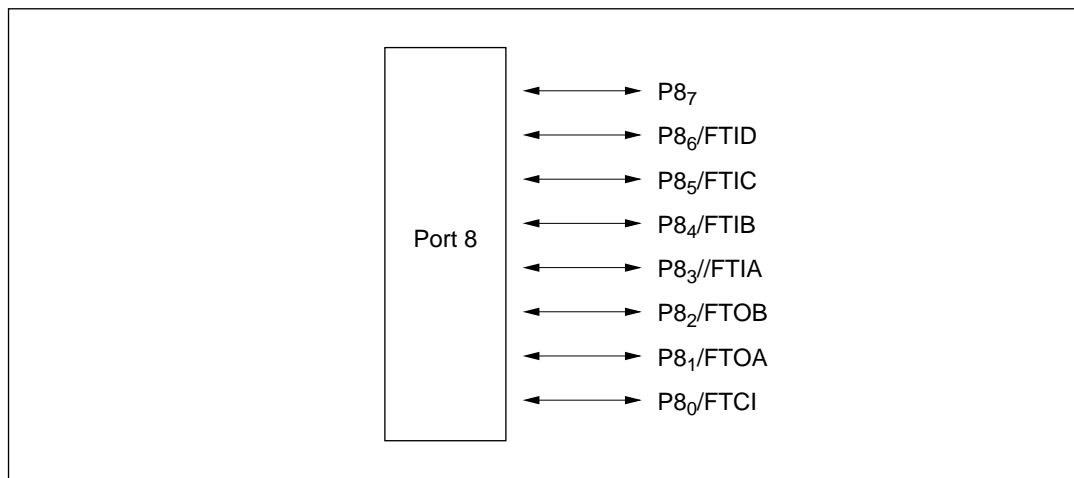 P8₇
P8₆/FTID
P8₅/FTIC
P8₄/FTIB
Port 8
P8₃//FTIA
P8₂/FTOB
P8₁/FTOA
P8₀/FTCI